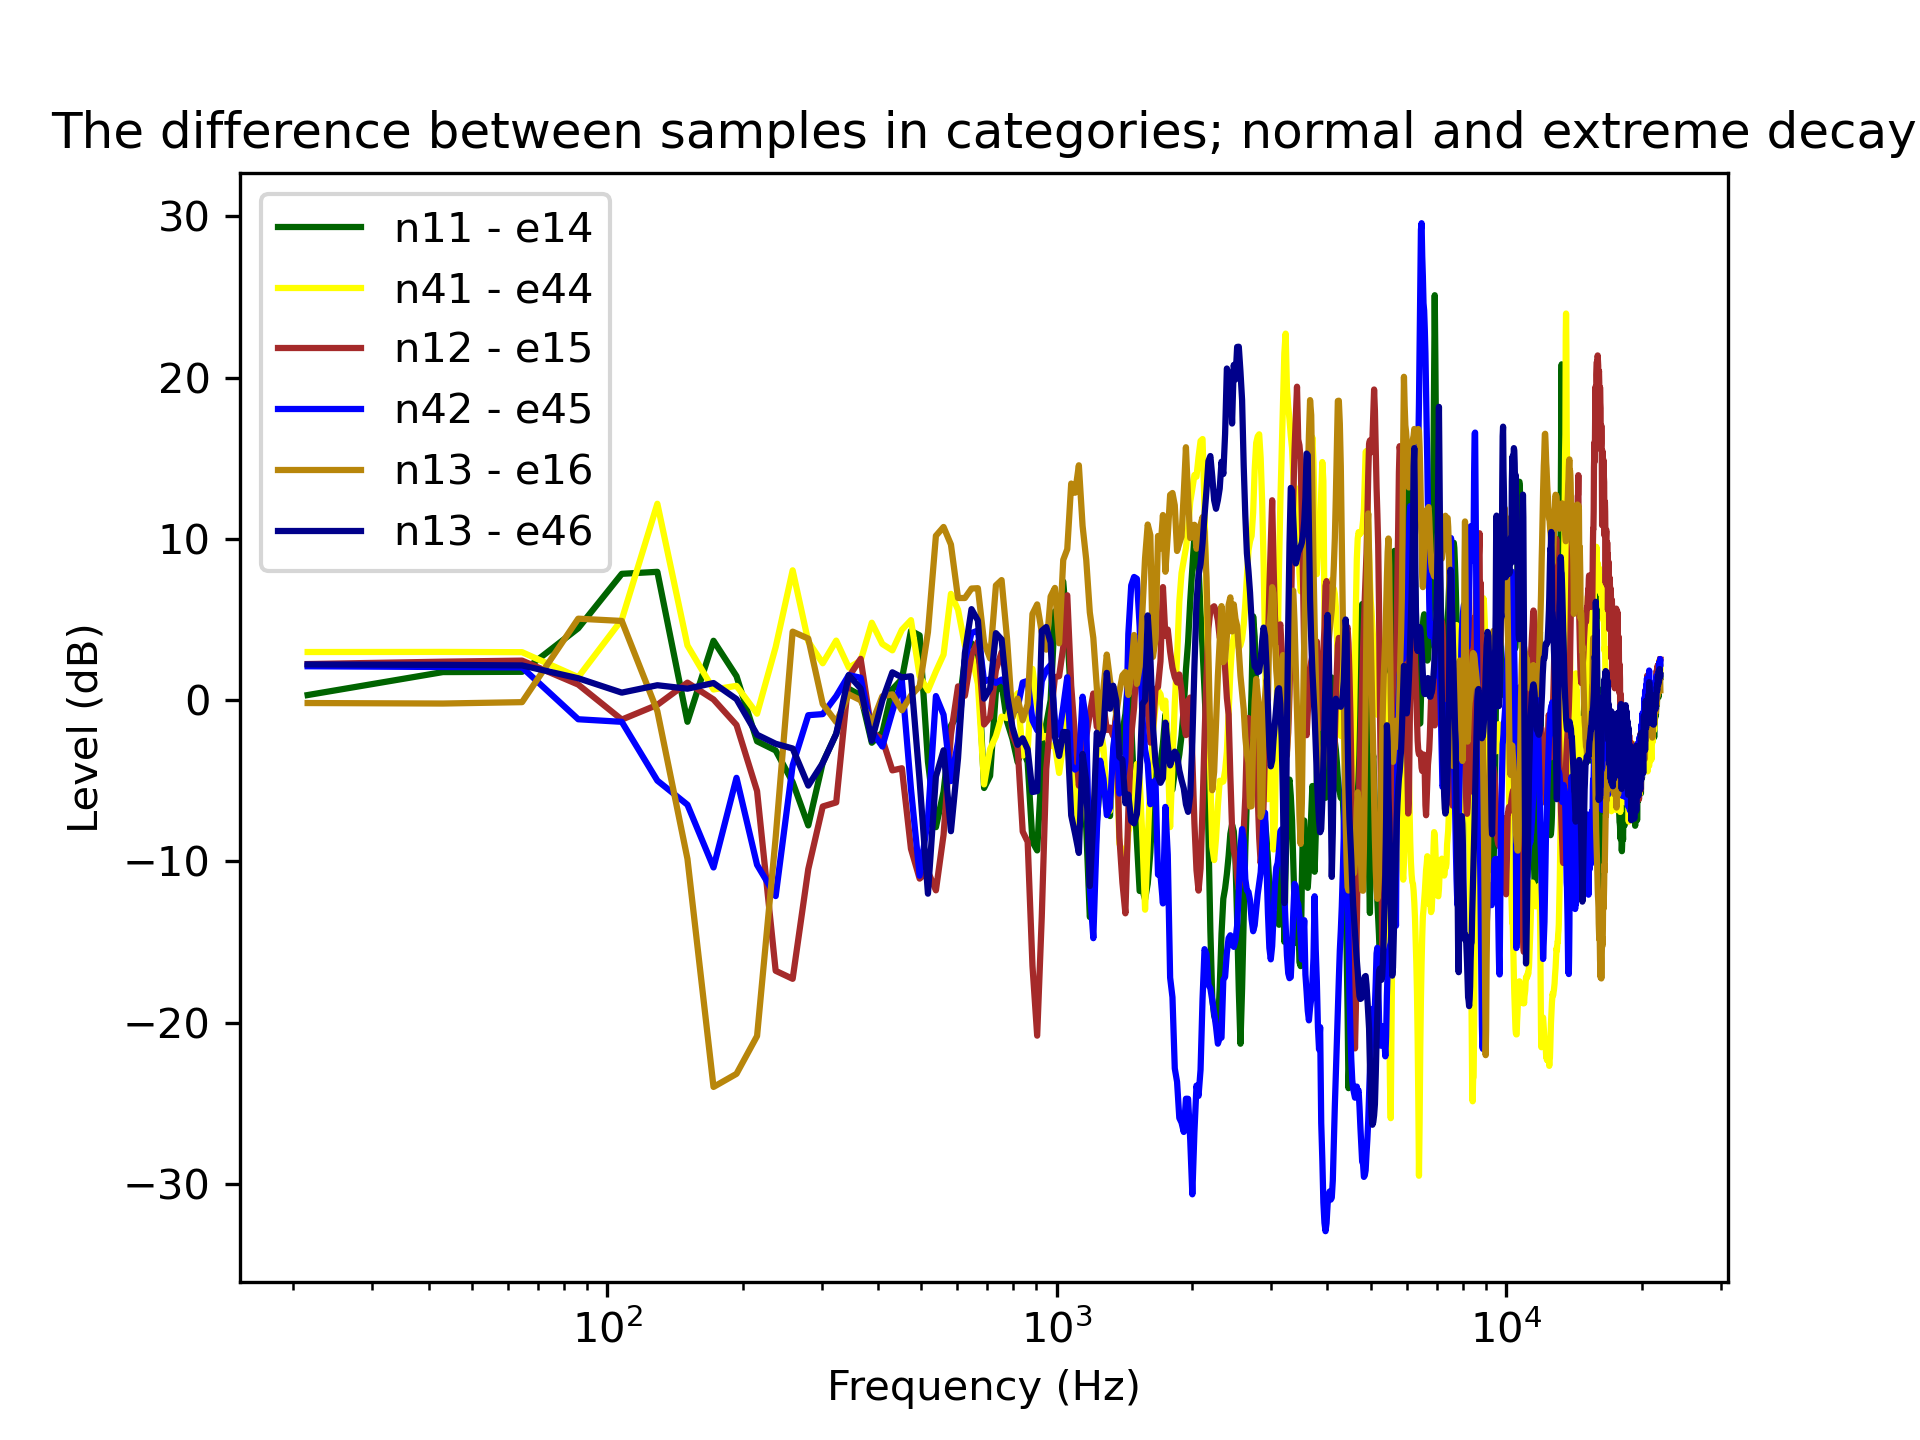 The difference between samples in categories; normal and extreme decay
30
20
10
0
−10
−20
−30
Level (dB)
n11 - e14
n41 - e44
n12 - e15
n42 - e45
n13 - e16
n13 - e46
10²
10³
10⁴
Frequency (Hz)